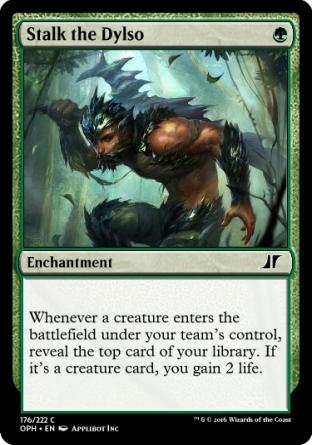 Stalk the Dylso
Enchantment
Whenever a creature enters the
battlefield under your team's control,
reveal the top card of your library. If
it's a creature card, you gain 2 life.
176/222 C
OPH • EN Applibot Inc
™ & © 2016 Wizards of the Coast